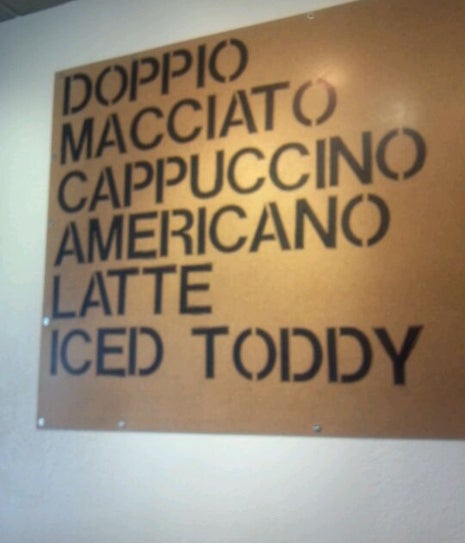 DOPPIO
MACCIATO
CAPPUCCINO
AMERICANO
LATTE
ICED TODDY